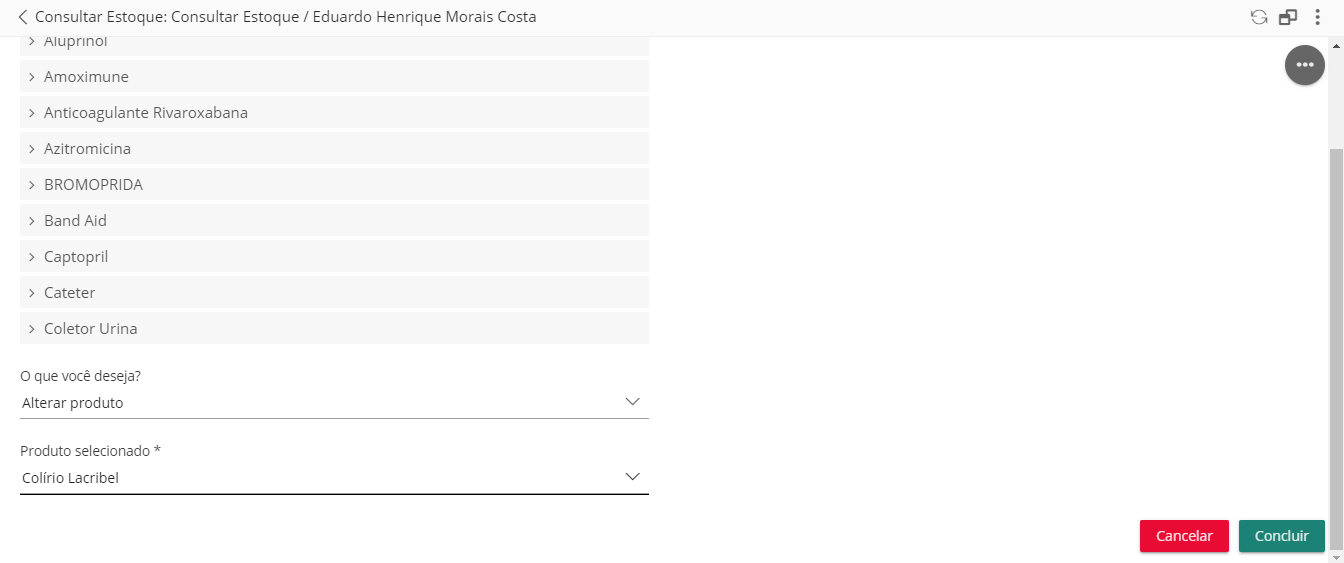 Consultar Estoque: Consultar Estoque / Eduardo Henrique Morais Costa
Aluprinol
Amoximune
Anticoagulante Rivaroxabana
Azitromicina
BROMOPRIDA
Band Aid
Captopril
Cateter
Coletor Urina
O que você deseja?
Alterar produto
Produto selecionado *
Colírio Lacribel
Cancelar
Concluir